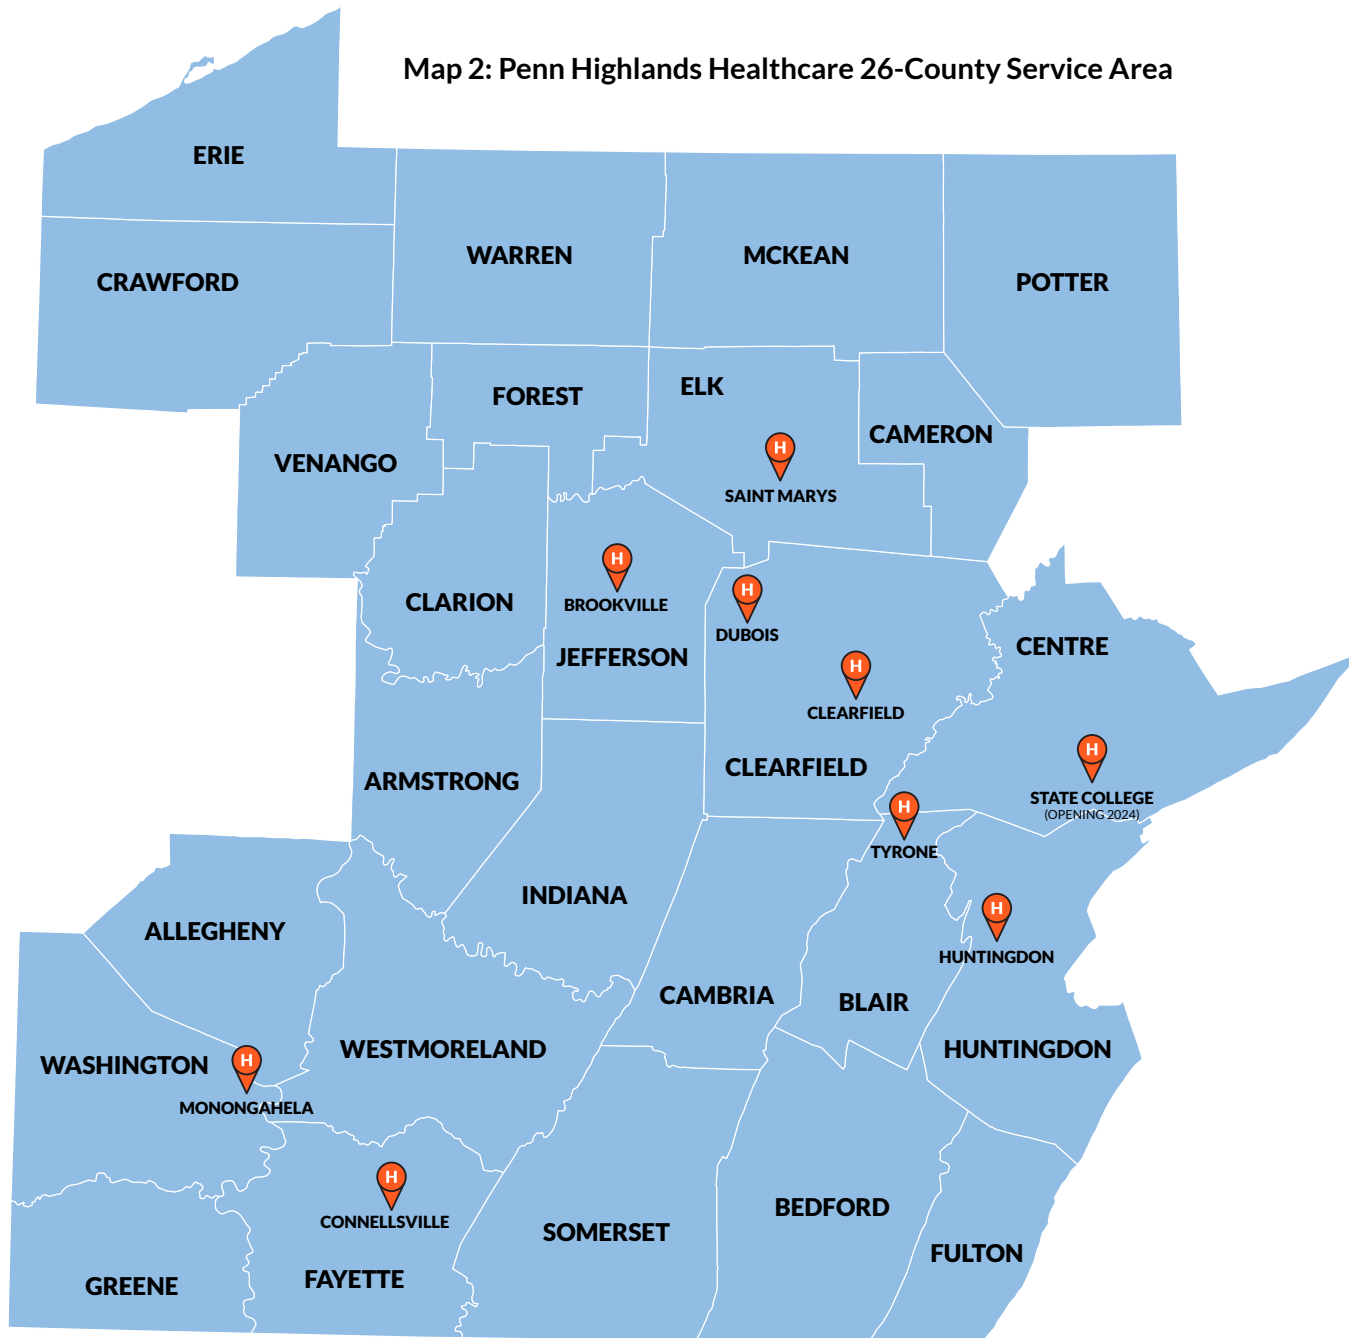 Map 2: Penn Highlands Healthcare 26-County Service Area
ERIE
WARREN
MCKEAN
CRAWFORD
POTTER
ELK
FOREST
CAMERON
VENANGO
H
SAINT MARYS
H
BROOKVILLE
H
DUBOIS
CLARION
JEFFERSON
CENTRE
H
CLEARFIELD
CLEARFIELD
H
STATE COLLEGE
(OPENING 2024)
ARMSTRONG
H
TYRONE
INDIANA
H
HUNTINGDON
ALLEGHENY
CAMBRIA
BLAIR
WESTMORELAND
HUNTINGDON
WASHINGTON
H
MONONGAHELA
H
CONNELLSVILLE
BEDFORD
SOMERSET
FULTON
FAYETTE
GREENE